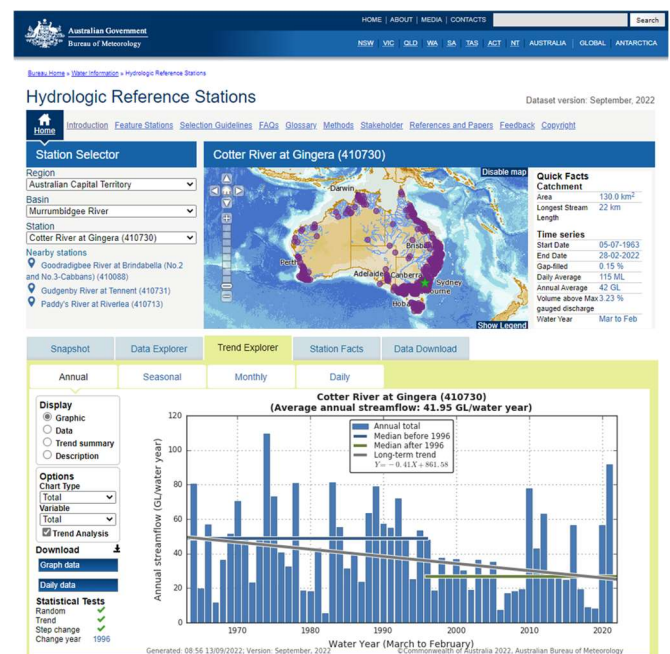 HOME | ABOUT | MEDIA | CONTACTS
Search
Australian Government
Bureau of Meteorology
NSW VIC QLD WA SA TAS ACT NT AUSTRALIA GLOBAL ANTARCTICA
Bureau Home » Water Information » Hydrologic Reference Stations
Hydrologic Reference Stations
Dataset version: September, 2022
Home
Introduction Feature Stations Selection Guidelines FAQs Glossary Methods Stakeholder References and Papers Feedback Copyright
Station Selector
Region
Australian Capital Territory
Basin
Murrumbidgee River
Station
Cotter River at Gingera (410730)
Nearby stations
Goodradigbee River at Brindabella (No.2
and No.3-Cabbans) (410088)
Gudgenby River at Tennent (410731)
Paddy's River at Riverlea (410713)
Cotter River at Gingera (410730)
Disable map
Darwin
Brisb
Perth
Adelaide
Canberra
Sydney
ourne
Hoba
Show Legend
Quick Facts
Catchment
Area 130.0 km2
Longest Stream 22 km
Length
Time series
Start Date 05-07-1963
End Date 28-02-2022
Gap-filled 0.15 %
Daily Average 115 ML
Annual Average 42 GL
Volume above Max 3.23 %
gauged discharge
Water Year Mar to Feb
Snapshot Data Explorer Trend Explorer Station Facts Data Download
Annual Seasonal Monthly Daily
Display
Graphic
Data
Trend summary
Description
Options
Chart Type
Total
Variable
Total
Trend Analysis
Download
Graph data
Daily data
Statistical Tests
Random
Trend
Step change
Change year 1996
Cotter River at Gingera (410730)
(Average annual streamflow: 41.95 GL/water year)
Annual total
Median before 1996
Median after 1996
Long-term trend
Y = − 0.41X + 861.58
Annual streamflow (GL/water year)
120
100
80
60
40
20
0
1970 1980 1990 2000 2010 2020
Water Year (March to February)
Generated: 08:56 13/09/2022; Version: September, 2022
©Commonwealth of Australia 2022, Australian Bureau of Meteorology